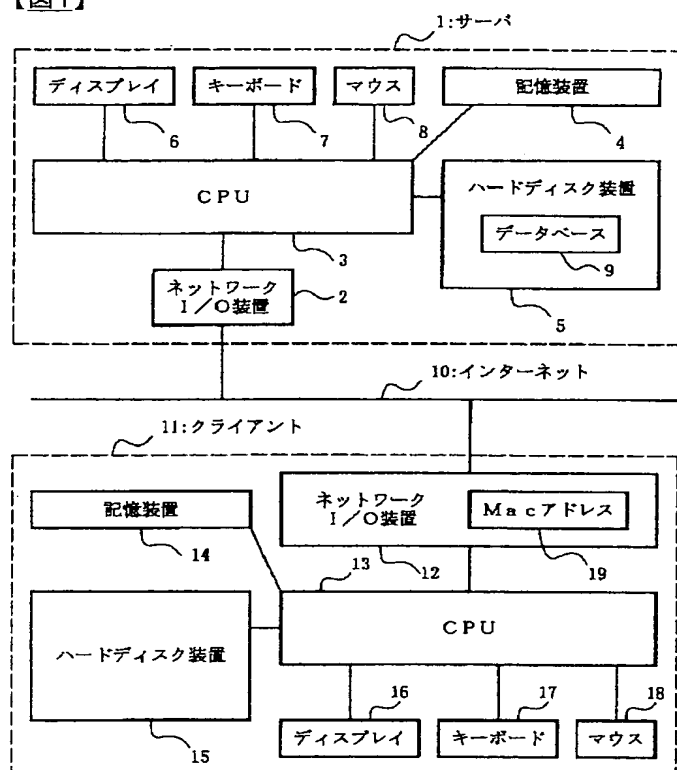 【図1】
1:サーバ
ディスプレイ
キーボード
マウス
記憶装置
6
7
8
4
CPU
ハードディスク装置
データベース
9
3
5
ネットワーク
I/O装置
2
10:インターネット
11:クライアント
記憶装置
14
ネットワーク
I/O装置
Macアドレス
13
12
19
CPU
ハードディスク装置
15
16
17
18
ディスプレイ
キーボード
マウス